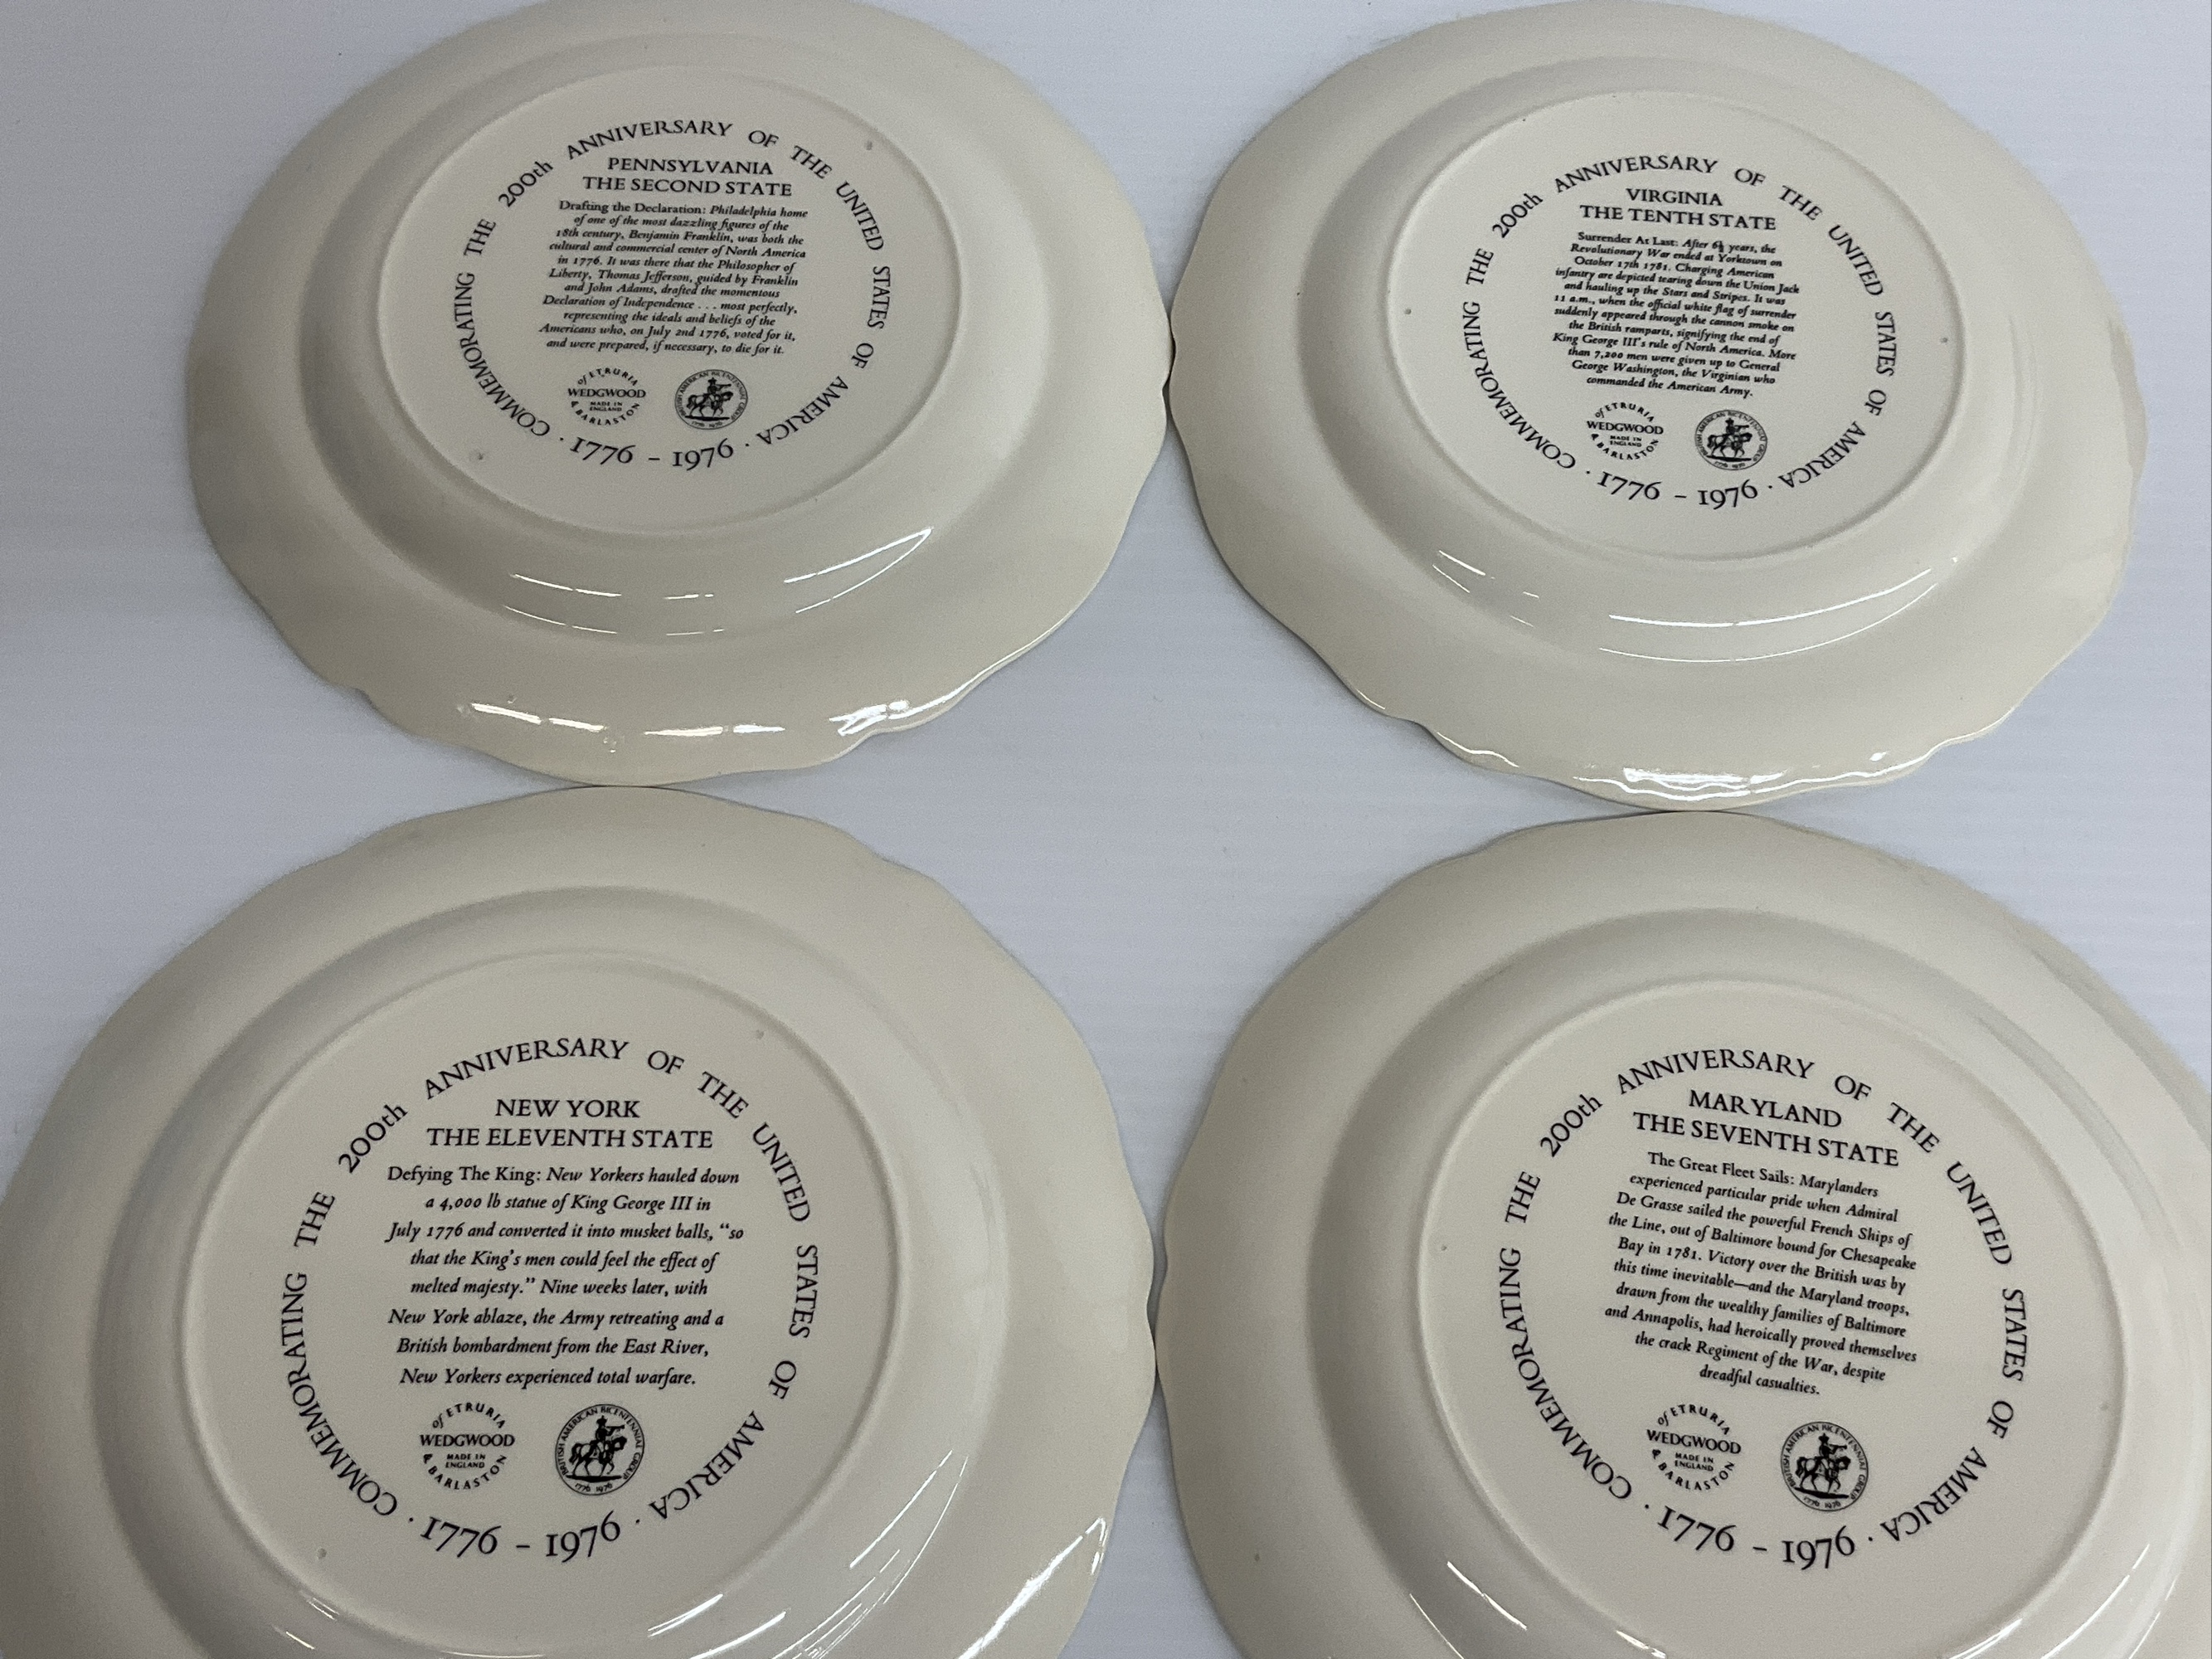 COMMEMORATING THE 200th ANNIVERSARY OF THE UNITED STATES OF AMERICA · 1776 - 1976 ·
PENNSYLVANIA
THE SECOND STATE
Drafting the Declaration: Philadelphia home
of one of the most dazzling figures of the
18th century, Benjamin Franklin, was both the
cultural and commercial center of North America
in 1776. It was there that the Philosopher of
Liberty, Thomas Jefferson, guided by Franklin
and John Adams, drafted the momentous
Declaration of Independence . . . most perfectly,
representing the ideals and beliefs of the
Americans who, on July 2nd 1776, voted for it,
and were prepared, if necessary, to die for it.
of ETRURIA
WEDGWOOD
MADE IN
ENGLAND
& BARLASTON
BRITISH AMERICAN BICENTENNIAL GROUP
1776 1976
COMMEMORATING THE 200th ANNIVERSARY OF THE UNITED STATES OF AMERICA · 1776 - 1976 ·
VIRGINIA
THE TENTH STATE
Surrender At Last: After 6½ years, the
Revolutionary War ended at Yorktown on
October 17th 1781. Charging American
infantry are depicted tearing down the Union Jack
and hauling up the Stars and Stripes. It was
11 a.m., when the official white flag of surrender
suddenly appeared through the cannon smoke on
the British ramparts, signifying the end of
King George III's rule of North America. More
than 7,200 men were given up to General
George Washington, the Virginian who
commanded the American Army.
of ETRURIA
WEDGWOOD
MADE IN
ENGLAND
& BARLASTON
BRITISH AMERICAN BICENTENNIAL GROUP
1776 1976
COMMEMORATING THE 200th ANNIVERSARY OF THE UNITED STATES OF AMERICA · 1776 - 1976 ·
NEW YORK
THE ELEVENTH STATE
Defying The King: New Yorkers hauled down
a 4,000 lb statue of King George III in
July 1776 and converted it into musket balls, "so
that the King's men could feel the effect of
melted majesty." Nine weeks later, with
New York ablaze, the Army retreating and a
British bombardment from the East River,
New Yorkers experienced total warfare.
of ETRURIA
WEDGWOOD
MADE IN
ENGLAND
& BARLASTON
BRITISH AMERICAN BICENTENNIAL GROUP
1776 1976
COMMEMORATING THE 200th ANNIVERSARY OF THE UNITED STATES OF AMERICA · 1776 - 1976 ·
MARYLAND
THE SEVENTH STATE
The Great Fleet Sails: Marylanders
experienced particular pride when Admiral
De Grasse sailed the powerful French Ships of
the Line, out of Baltimore bound for Chesapeake
Bay in 1781. Victory over the British was by
this time inevitable—and the Maryland troops,
drawn from the wealthy families of Baltimore
and Annapolis, had heroically proved themselves
the crack Regiment of the War, despite
dreadful casualties.
of ETRURIA
WEDGWOOD
MADE IN
ENGLAND
& BARLASTON
BRITISH AMERICAN BICENTENNIAL GROUP
1776 1976